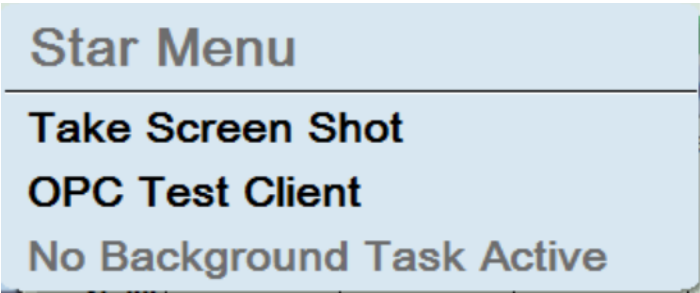 Star Menu
Take Screen Shot
OPC Test Client
No Background Task Active